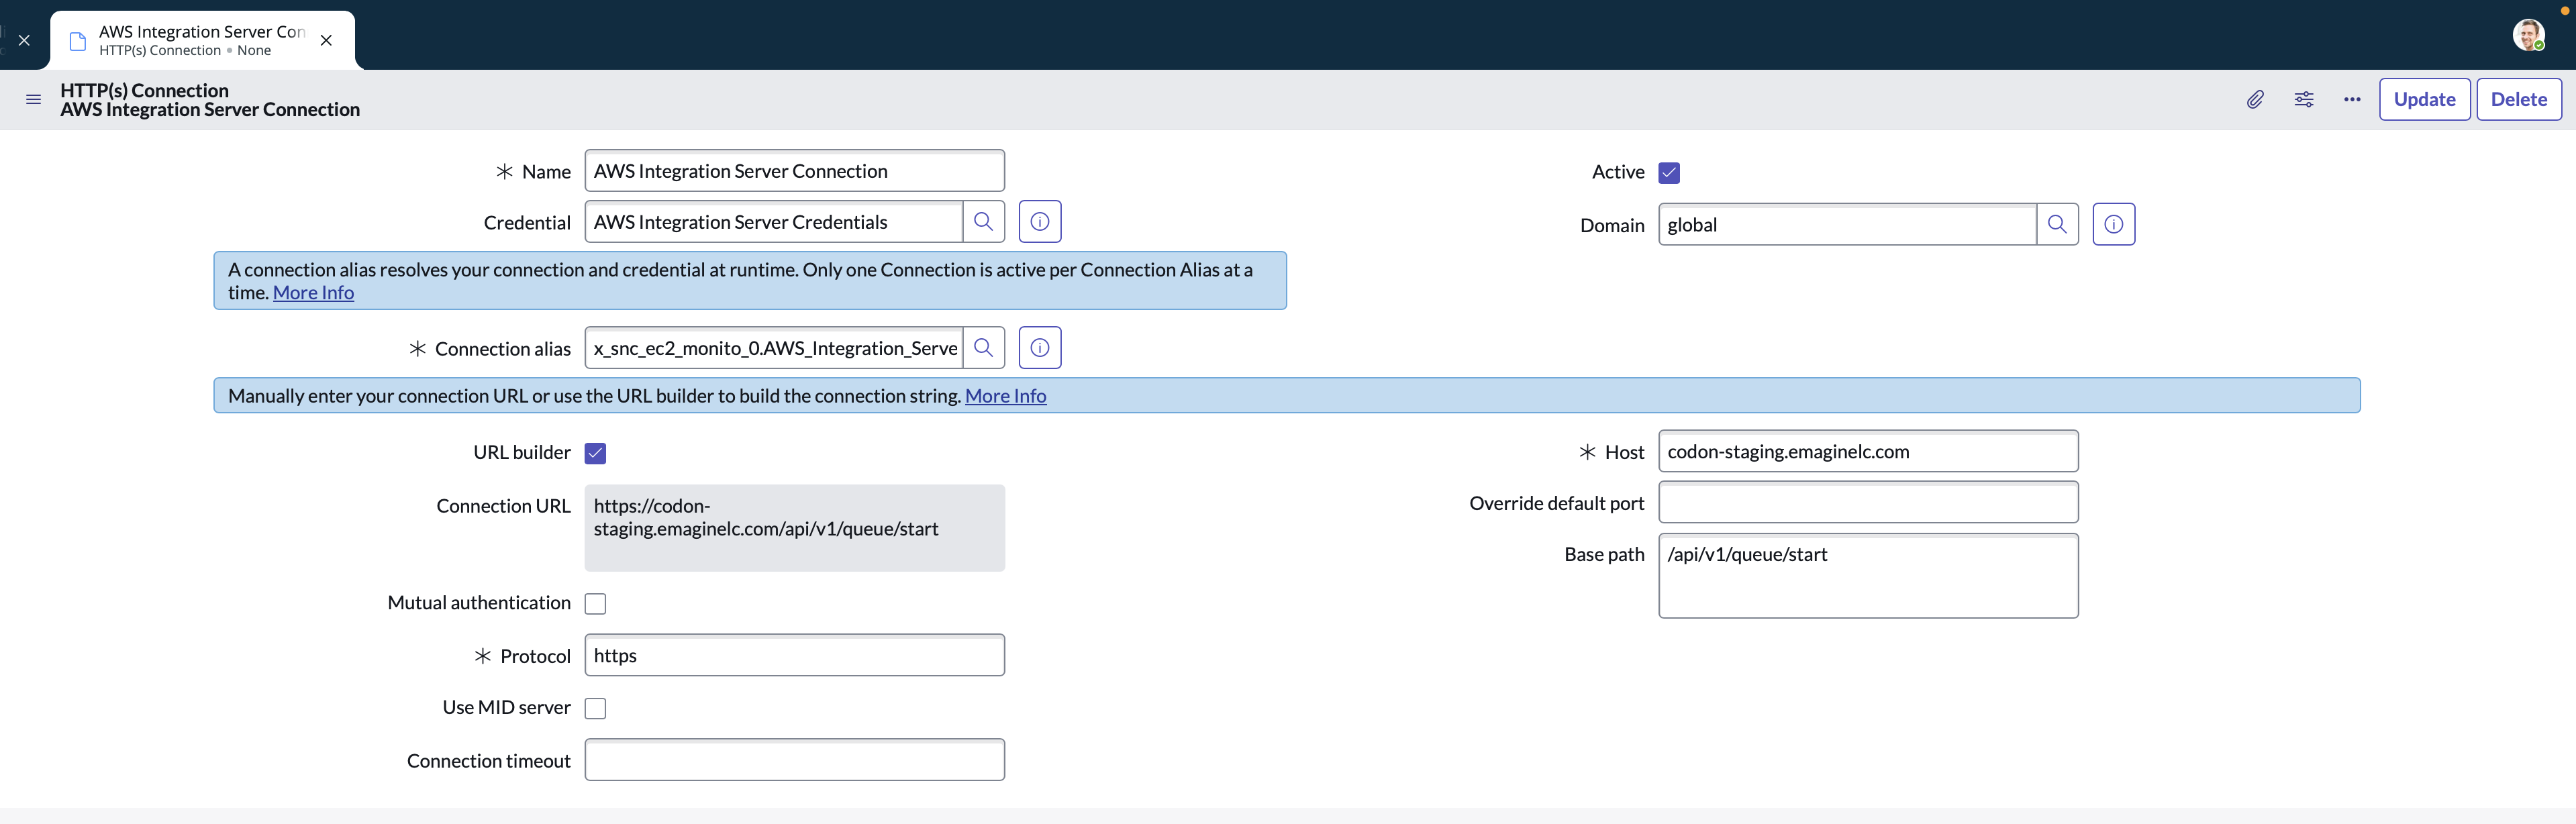 AWS Integration Server Con
HTTP(s) Connection • None
HTTP(s) Connection
AWS Integration Server Connection
Update
Delete
Name
AWS Integration Server Connection
Active
Credential
AWS Integration Server Credentials
Domain
global
A connection alias resolves your connection and credential at runtime. Only one Connection is active per Connection Alias at a
time. More Info
Connection alias
x_snc_ec2_monito_0.AWS_Integration_Serve
Manually enter your connection URL or use the URL builder to build the connection string. More Info
URL builder
Host
codon-staging.emaginelc.com
Connection URL
https://codon-
staging.emaginelc.com/api/v1/queue/start
Override default port
Base path
/api/v1/queue/start
Mutual authentication
Protocol
https
Use MID server
Connection timeout